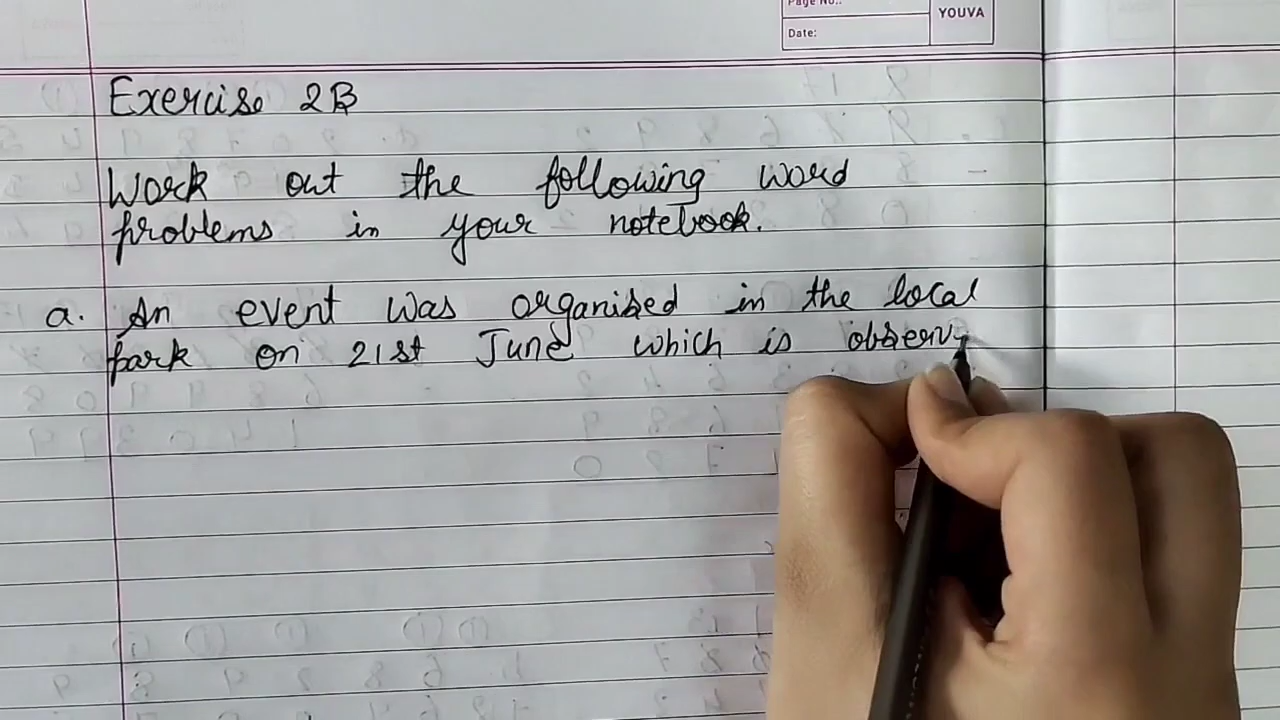 Page No.:
Date:
YOUVA
Exercise 2B
Work out the following word
problems in your notebook.
a. An event was organised in the local
park on 21st June which is observ